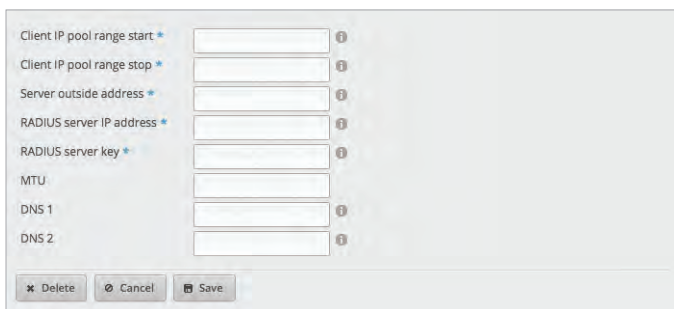 Client IP pool range start *
Client IP pool range stop *
Server outside address *
RADIUS server IP address *
RADIUS server key *
MTU
DNS 1
DNS 2
Delete Cancel Save